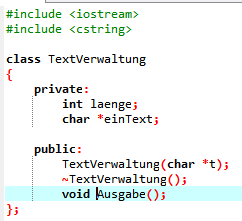 #include <iostream>
#include <cstring>
class TextVerwaltung
{
private:
int laenge;
char *einText;
public:
TextVerwaltung(char *t);
~TextVerwaltung();
void Ausgabe();
};